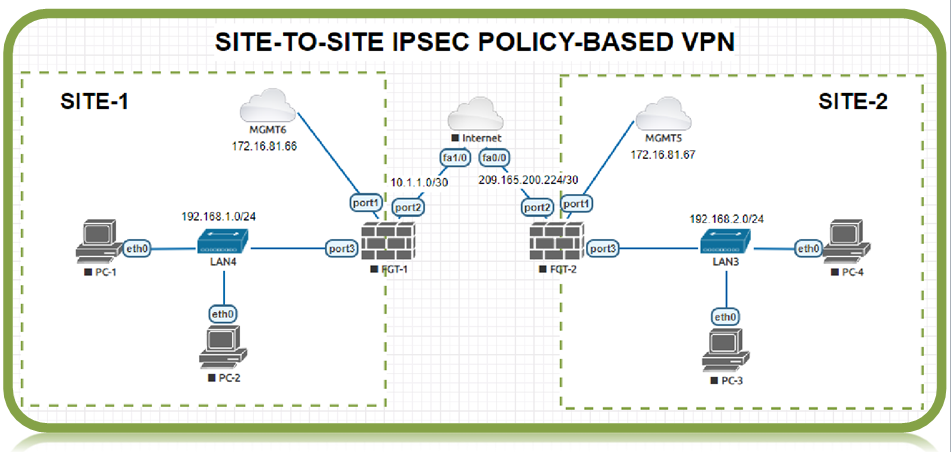 SITE-TO-SITE IPSEC POLICY-BASED VPN
SITE-1
SITE-2
MGMT6
172.16.81.66
Internet
MGMT5
172.16.81.67
fa1/0
fa0/0
10.1.1.0/30
209.165.200.224/30
port1
port2
port2
port1
192.168.1.0/24
192.168.2.0/24
eth0
port3
port3
eth0
PC-1
LAN4
FGT-1
FGT-2
LAN3
PC-4
eth0
eth0
PC-2
PC-3